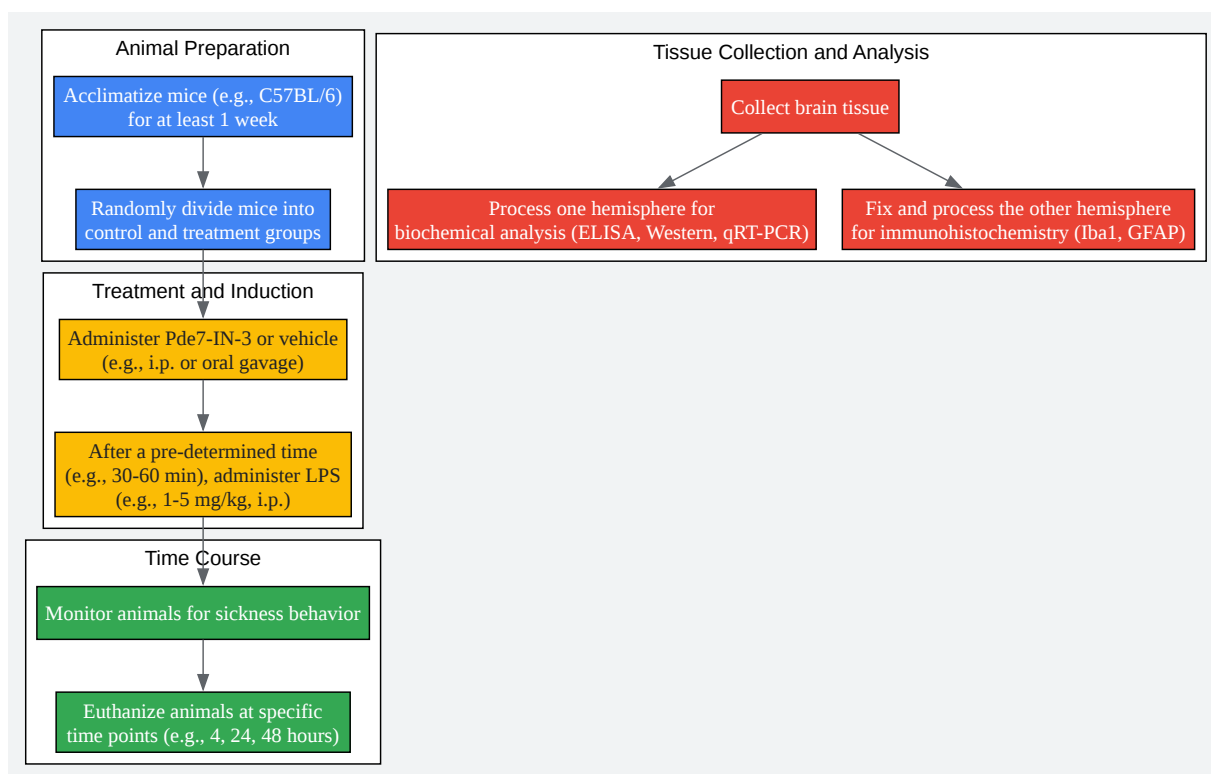 Animal Preparation
Acclimatize mice (e.g., C57BL/6)
for at least 1 week
Randomly divide mice into
control and treatment groups
Treatment and Induction
Administer Pde7-IN-3 or vehicle
(e.g., i.p. or oral gavage)
After a pre-determined time
(e.g., 30-60 min), administer LPS
(e.g., 1-5 mg/kg, i.p.)
Time Course
Monitor animals for sickness behavior
Euthanize animals at specific
time points (e.g., 4, 24, 48 hours)
Tissue Collection and Analysis
Collect brain tissue
Process one hemisphere for
biochemical analysis (ELISA, Western, qRT-PCR)
Fix and process the other hemisphere
for immunohistochemistry (Iba1, GFAP)